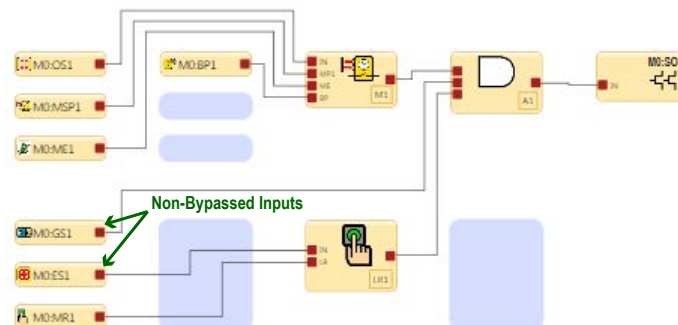 M0:OS1
M0:MSP1
M0:ME1
M0:BP1
IN
MP1
ME
BP
M1
A1
M0:SO
IN
Non-Bypassed Inputs
M0:GS1
M0:ES1
M0:MR1
IN
LR
LR1